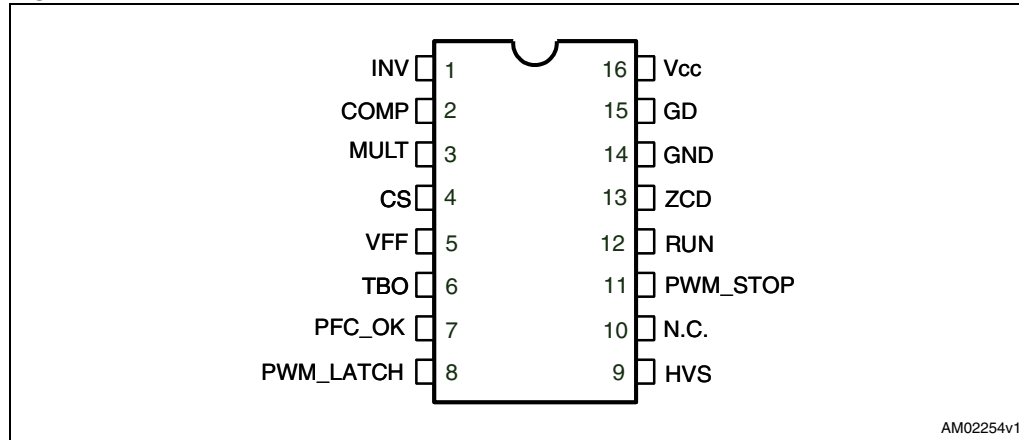 INV 1 16 Vcc
COMP 2 15 GD
MULT 3 14 GND
CS 4 13 ZCD
VFF 5 12 RUN
TBO 6 11 PWM_STOP
PFC_OK 7 10 N.C.
PWM_LATCH 8 9 HVS
AM02254v1